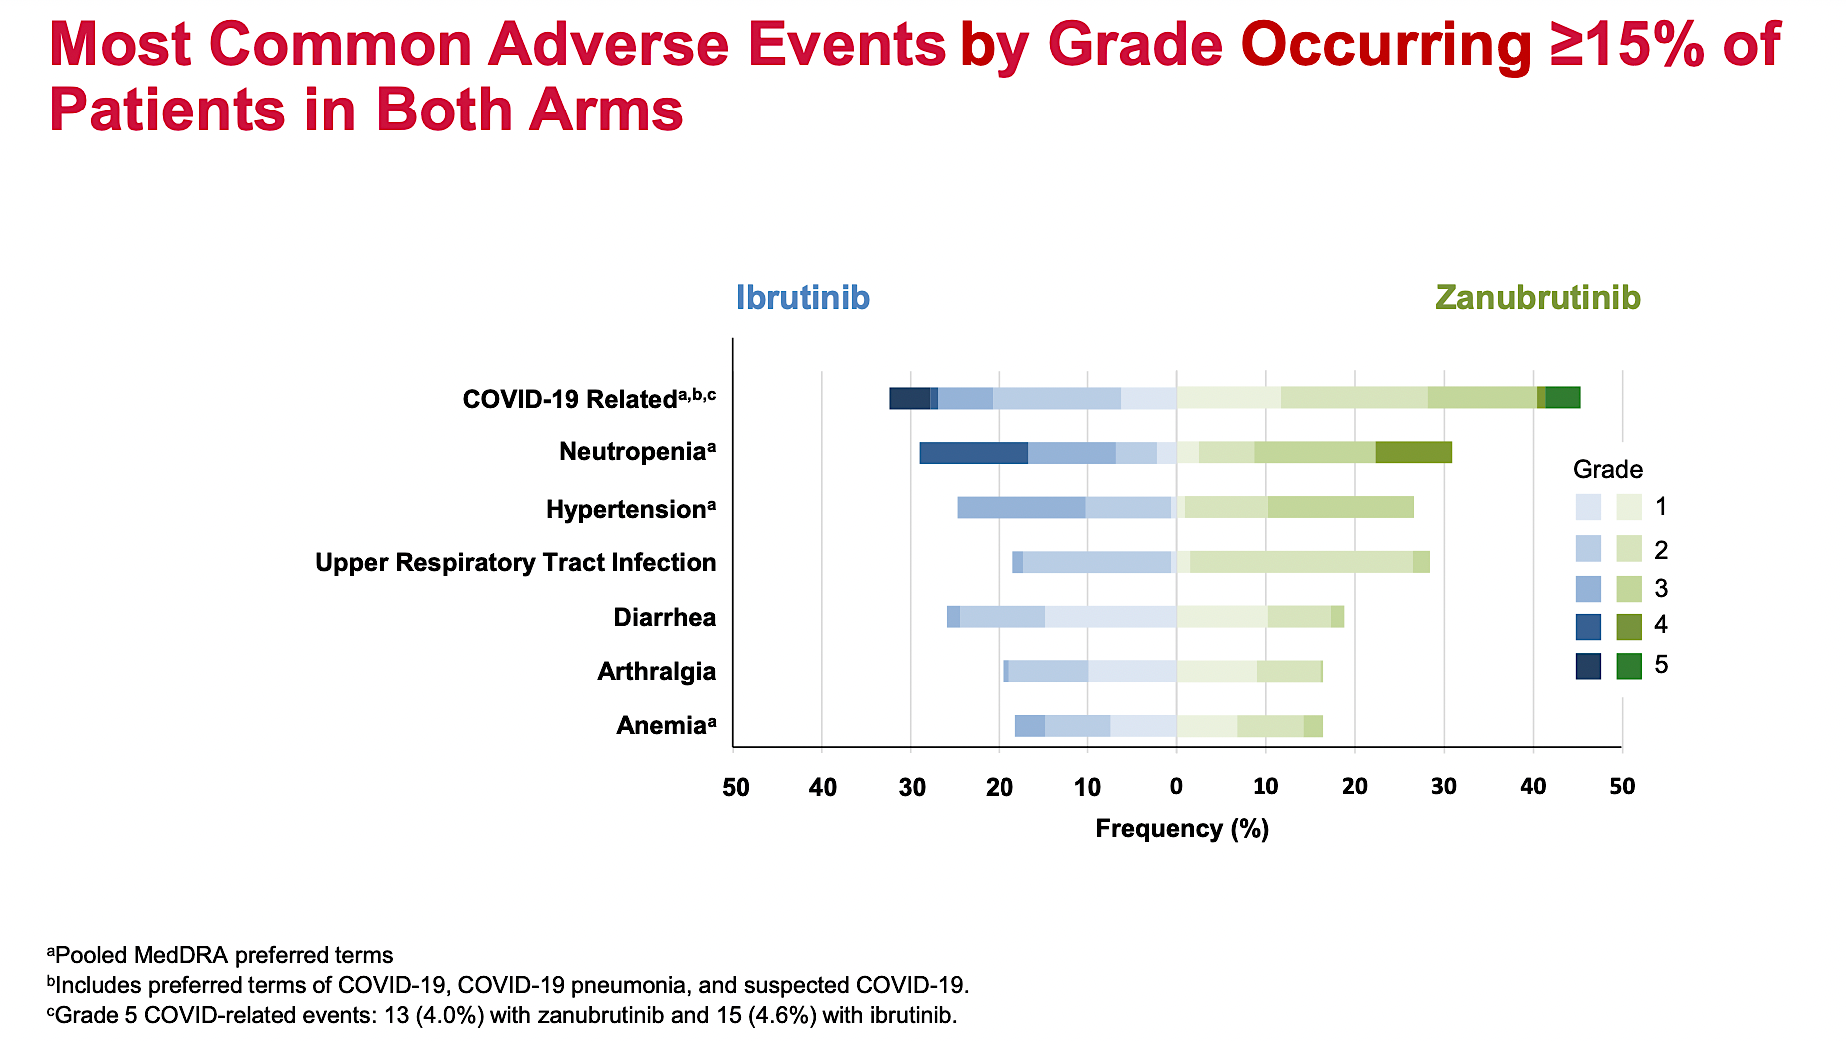 Most Common Adverse Events by Grade Occurring ≥15% of
Patients in Both Arms
Ibrutinib
Zanubrutinib
COVID-19 Relatedᵃ,ᵇ,ᶜ
Neutropeniaᵃ
Hypertensionᵃ
Upper Respiratory Tract Infection
Diarrhea
Arthralgia
Anemiaᵃ
Grade
1
2
3
4
5
50 40 30 20 10 0 10 20 30 40 50
Frequency (%)
ᵃPooled MedDRA preferred terms
ᵇIncludes preferred terms of COVID-19, COVID-19 pneumonia, and suspected COVID-19.
ᶜGrade 5 COVID-related events: 13 (4.0%) with zanubrutinib and 15 (4.6%) with ibrutinib.